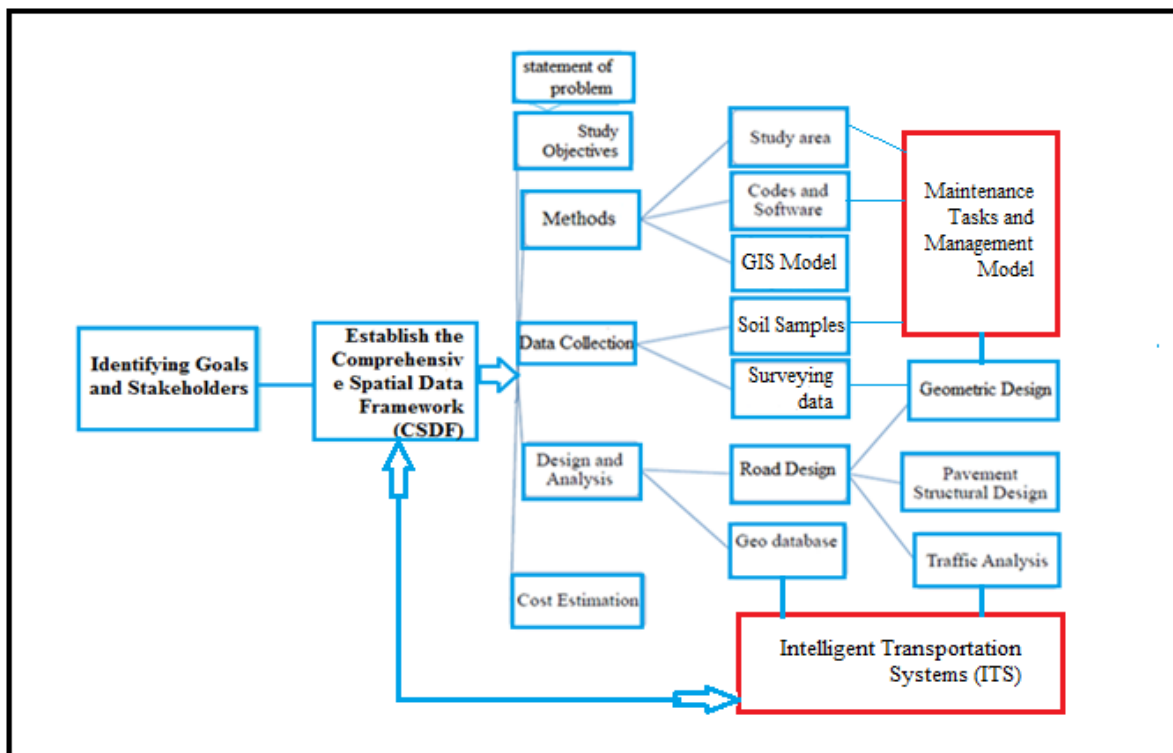 statement of
problem
Study
Objectives
Methods
Data Collection
Design and
Analysis
Cost Estimation
Identifying Goals
and Stakeholders
Establish the
Comprehensiv
e Spatial Data
Framework
(CSDF)
Study area
Codes and
Software
GIS Model
Soil Samples
Surveying
data
Road Design
Geo database
Maintenance
Tasks and
Management
Model
Geometric Design
Pavement
Structural Design
Traffic Analysis
Intelligent Transportation
Systems (ITS)